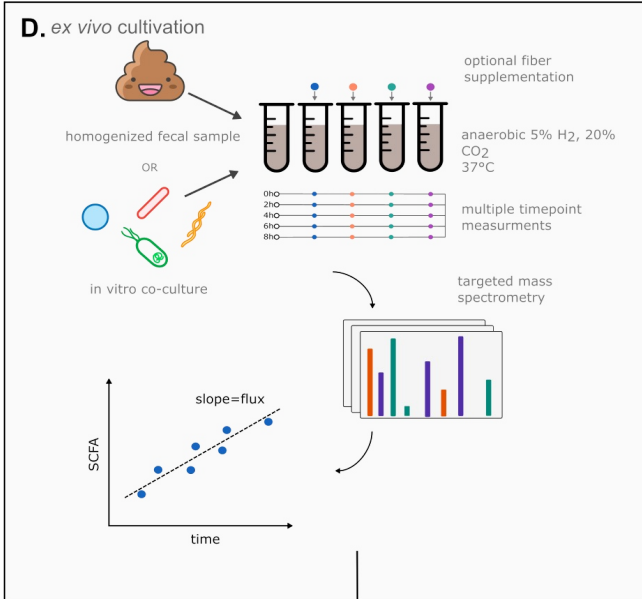 D. ex vivo cultivation
optional fiber
supplementation
homogenized fecal sample
anaerobic 5% H2, 20%
CO2
37°C
OR
0h
2h
4h
6h
8h
multiple timepoint
measurments
in vitro co-culture
targeted mass
spectrometry
slope=flux
SCFA
time